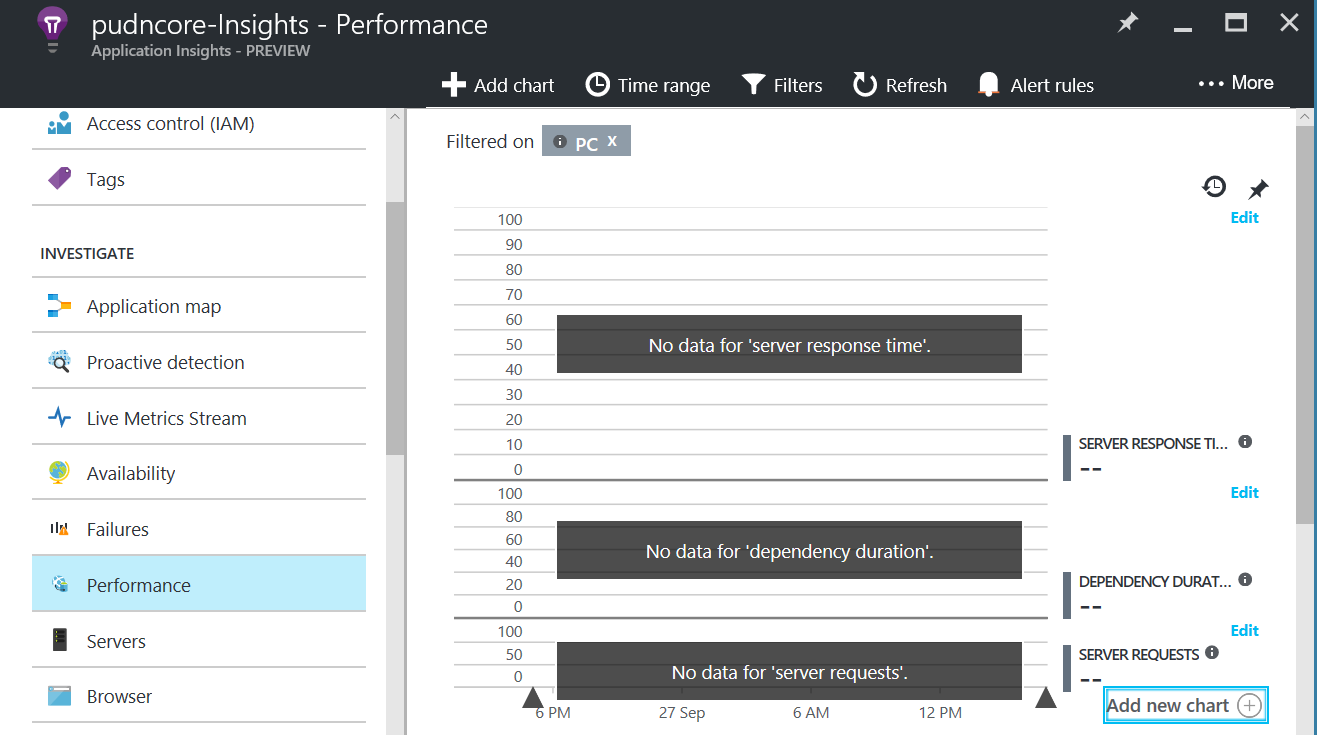 pudncore-Insights - Performance
Application Insights - PREVIEW
Add chart Time range Filters Refresh Alert rules ••• More
Access control (IAM)
Tags
INVESTIGATE
Application map
Proactive detection
Live Metrics Stream
Availability
Failures
Performance
Servers
Browser
Filtered on PC x
Edit
100
90
80
70
60
50
40
30
20
10
0
No data for 'server response time'.
SERVER RESPONSE TI...
--
Edit
100
80
60
40
20
0
No data for 'dependency duration'.
DEPENDENCY DURAT...
--
Edit
100
50
0
No data for 'server requests'.
SERVER REQUESTS
--
6 PM 27 Sep 6 AM 12 PM
Add new chart